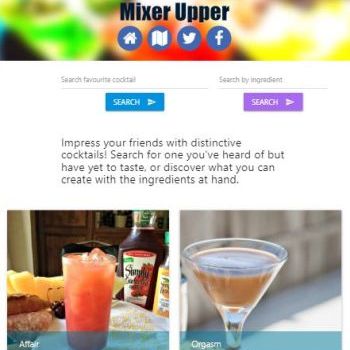 Mixer Upper
Search favourite cocktail
Search by ingredient
SEARCH
SEARCH
Impress your friends with distinctive
cocktails! Search for one you've heard of but
have yet to taste, or discover what you can
create with the ingredients at hand.
Simply
Affair
Orgasm